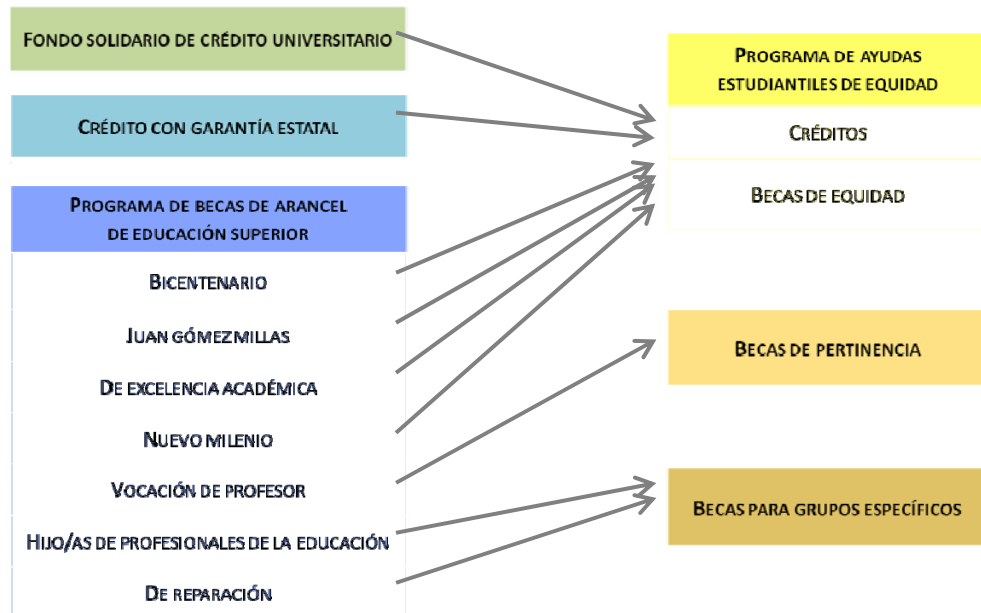 FONDO SOLIDARIO DE CRÉDITO UNIVERSITARIO
CRÉDITO CON GARANTÍA ESTATAL
PROGRAMA DE BECAS DE ARANCEL
DE EDUCACIÓN SUPERIOR
BICENTENARIO
JUAN GÓMEZ MILLAS
DE EXCELENCIA ACADÉMICA
NUEVO MILENIO
VOCACIÓN DE PROFESOR
HIJO/AS DE PROFESIONALES DE LA EDUCACIÓN
DE REPARACIÓN
PROGRAMA DE AYUDAS
ESTUDIANTILES DE EQUIDAD
CRÉDITOS
BECAS DE EQUIDAD
BECAS DE PERTINENCIA
BECAS PARA GRUPOS ESPECÍFICOS